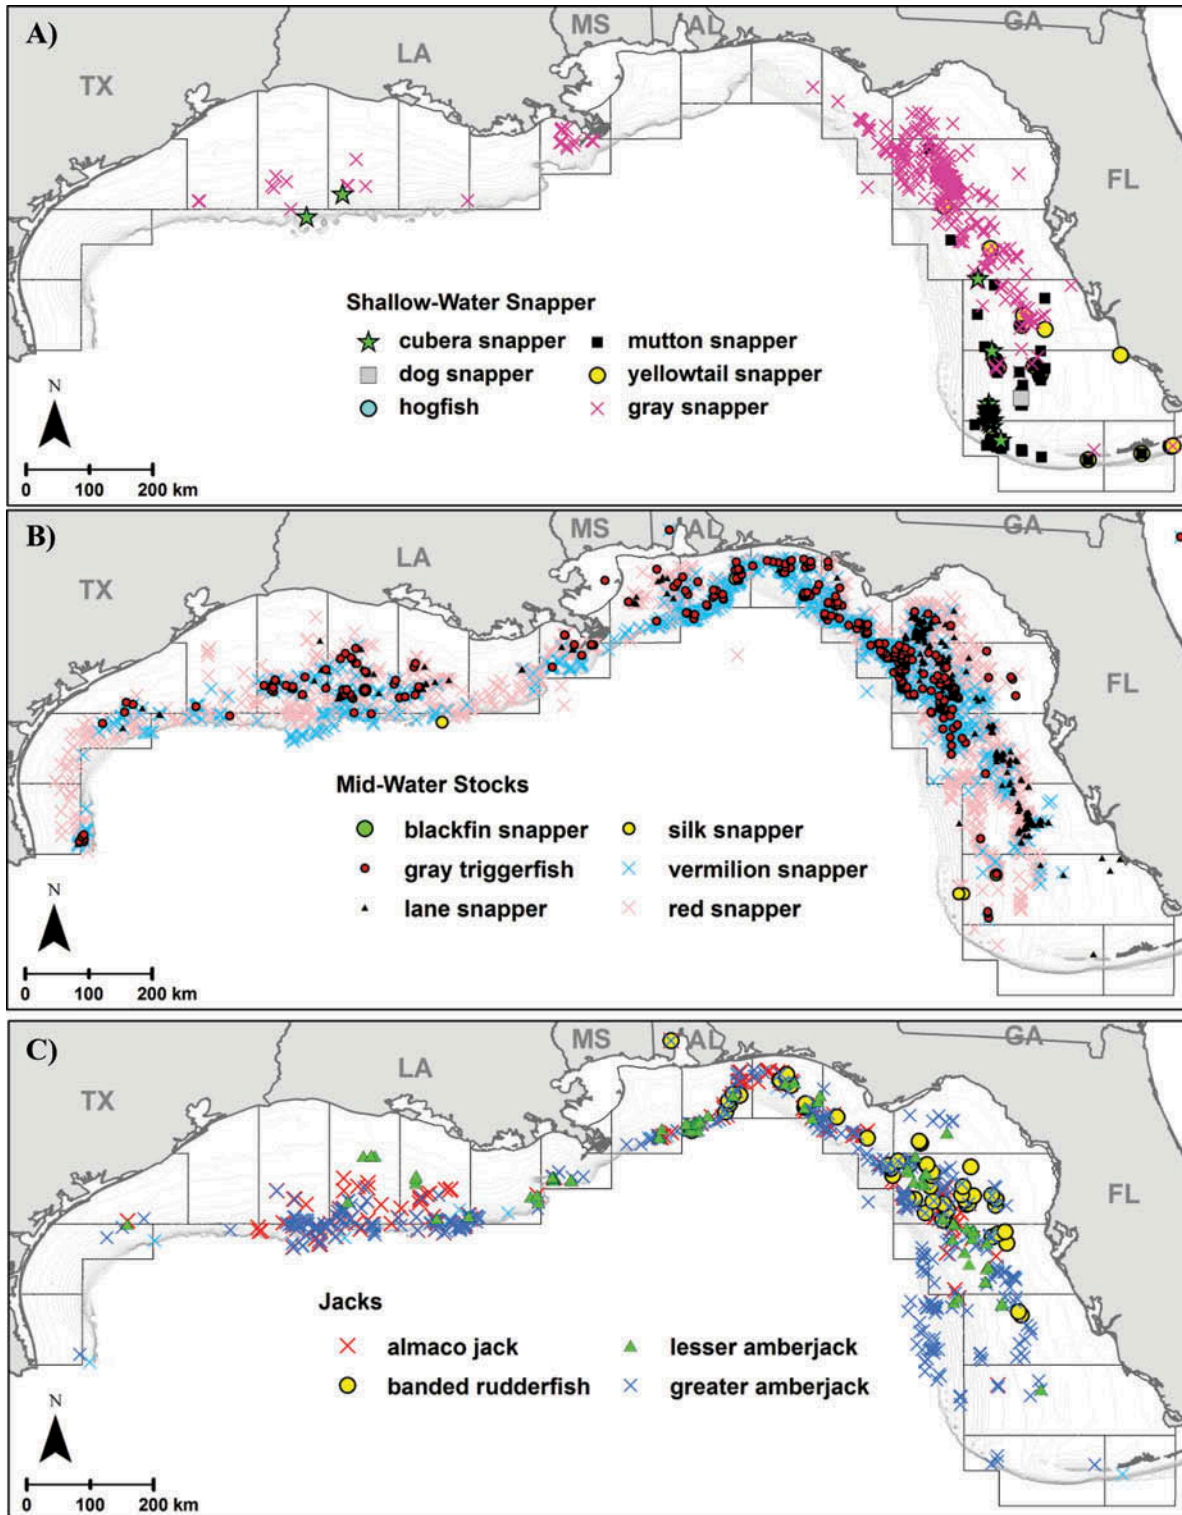 A)
MS
AL
GA
LA
TX
FL
Shallow-Water Snapper
cubera snapper
mutton snapper
dog snapper
yellowtail snapper
hogfish
gray snapper
N
0 100 200 km
B)
MS
AL
GA
LA
TX
FL
Mid-Water Stocks
blackfin snapper
silk snapper
gray triggerfish
vermilion snapper
lane snapper
red snapper
N
0 100 200 km
C)
MS
AL
GA
LA
TX
FL
Jacks
almaco jack
lesser amberjack
banded rudderfish
greater amberjack
N
0 100 200 km